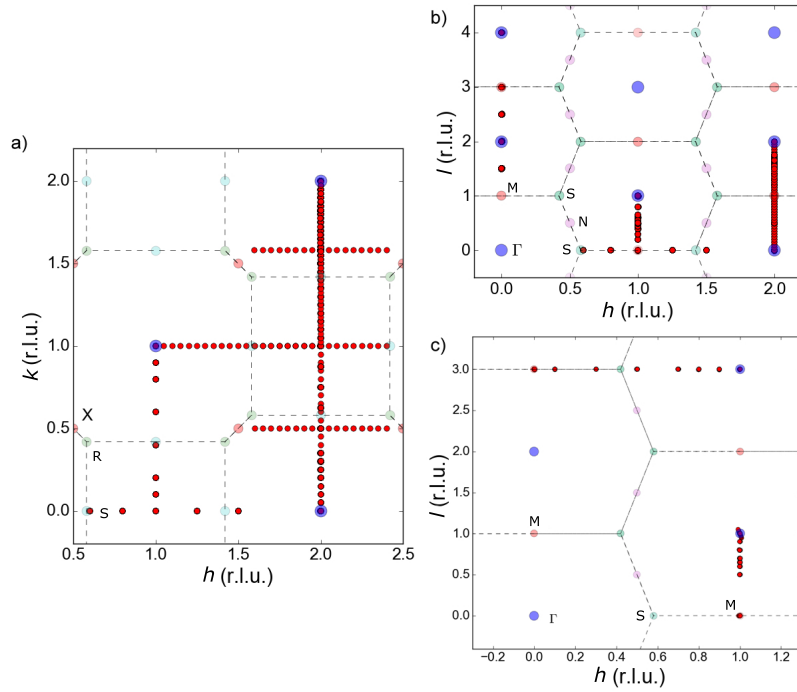 a)
k (r.l.u.)
2.0
1.5
1.0
0.5
0.0
X
R
S
0.5 1.0 1.5 2.0 2.5
h (r.l.u.)
b)
l (r.l.u.)
4
3
2
1
0
M
S
N
S
Γ
0.0 0.5 1.0 1.5 2.0
h (r.l.u.)
c)
l (r.l.u.)
3.0
2.5
2.0
1.5
1.0
0.5
0.0
M
M
S
Γ
−0.2 0.0 0.2 0.4 0.6 0.8 1.0 1.2
h (r.l.u.)